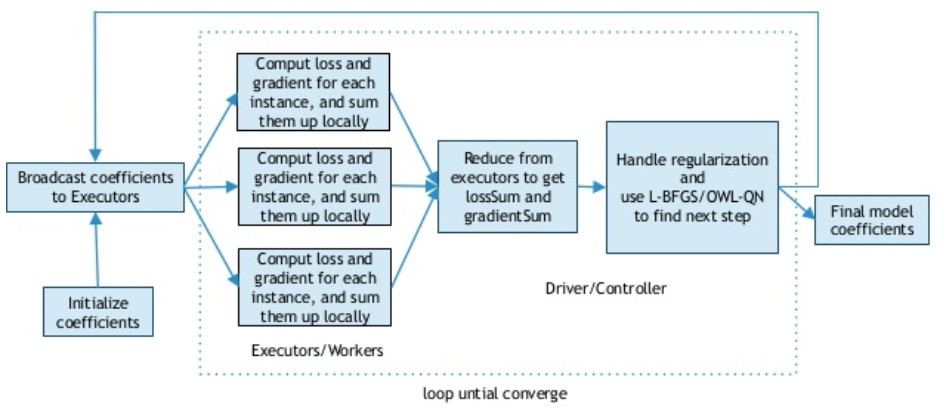 Comput loss and
gradient for each
instance, and sum
them up locally
Broadcast coefficients
to Executors
Comput loss and
gradient for each
instance, and sum
them up locally
Reduce from
executors to get
lossSum and
gradientSum
Handle regularization
and
use L-BFGS/OWL-QN
to find next step
Final model
coefficients
Comput loss and
gradient for each
instance, and sum
them up locally
Initialize
coefficients
Driver/Controller
Executors/Workers
loop untial converge